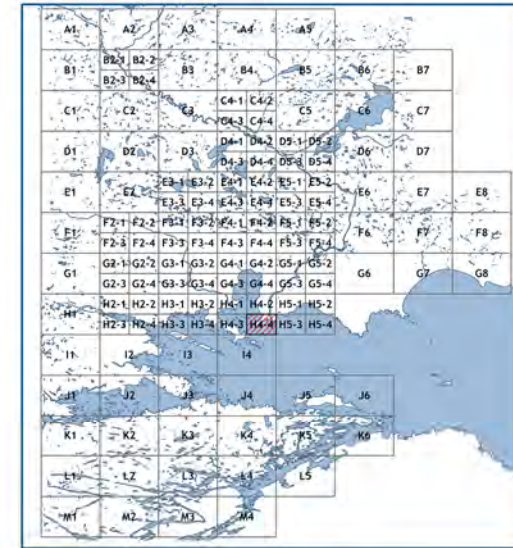 A1 A2 A3 A4 A5
B2-1 B2-2
B1 B3 B4 B5 B6 B7
B2-3 B2-4
C4-1 C4-2
C1 C2 C3 C5 C6 C7
C4-3 C4-4
D4-1 D4-2 D5-1 D5-2
D1 D2 D3 D6 D7
D4-3 D4-4 D5-3 D5-4
E3-1 E3-2 E4-1 E4-2 E5-1 E5-2
E1 E2 E6 E7 E8
E3-3 E3-4 E4-3 E4-4 E5-3 E5-4
F2-1 F2-2 F3-1 F3-2 F4-1 F4-2 F5-1 F5-2
F1 F6 F7 F8
F2-3 F2-4 F3-3 F3-4 F4-3 F4-4 F5-3 F5-4
G2-1 G2-2 G3-1 G3-2 G4-1 G4-2 G5-1 G5-2
G1 G6 G7 G8
G2-3 G2-4 G3-3 G3-4 G4-3 G4-4 G5-3 G5-4
H2-1 H2-2 H3-1 H3-2 H4-1 H4-2 H5-1 H5-2
H1
H2-3 H2-4 H3-3 H3-4 H4-3 H4-4 H5-3 H5-4
I1 I2 I3 I4
J1 J2 J3 J4 J5 J6
K1 K2 K3 K4 K5 K6
L1 L2 L3 L4 L5
M1 M2 M3 M4